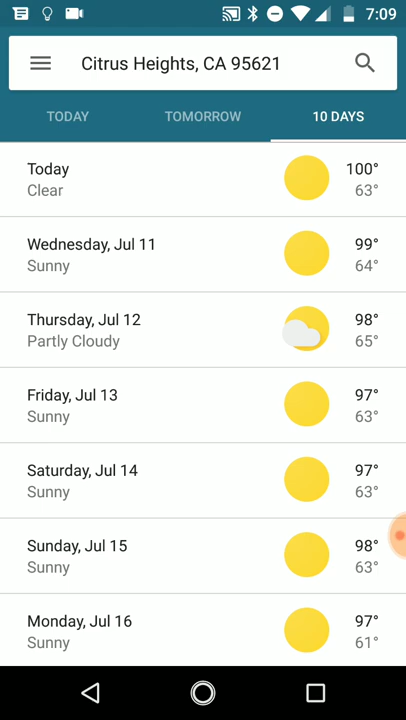 7:09
Citrus Heights, CA 95621
TODAY
TOMORROW
10 DAYS
Today
100°
Clear
63°
Wednesday, Jul 11
99°
Sunny
64°
Thursday, Jul 12
98°
Partly Cloudy
65°
Friday, Jul 13
97°
Sunny
63°
Saturday, Jul 14
97°
Sunny
63°
Sunday, Jul 15
98°
Sunny
63°
Monday, Jul 16
97°
Sunny
61°